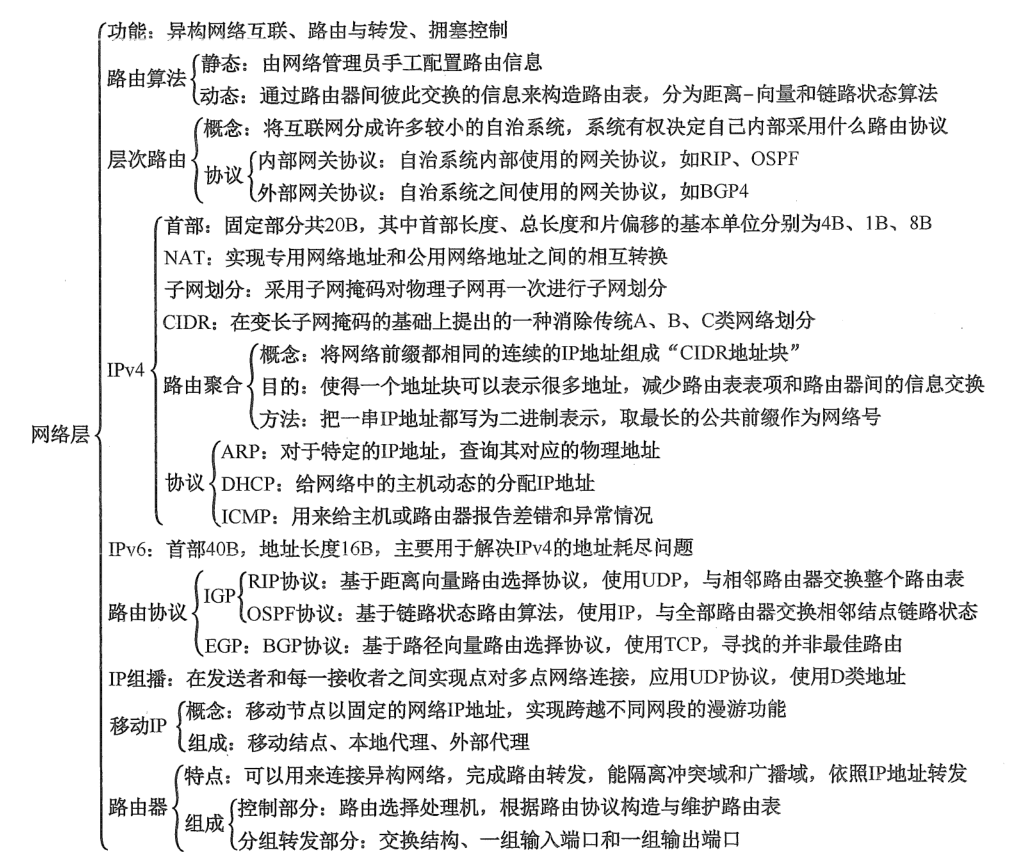 功能：异构网络互联、路由与转发、拥塞控制
路由算法
静态：由网络管理员手工配置路由信息
动态：通过路由器间彼此交换的信息来构造路由表，分为距离-向量和链路状态算法
层次路由
概念：将互联网分成许多较小的自治系统，系统有权决定自己内部采用什么路由协议
协议
内部网关协议：自治系统内部使用的网关协议，如RIP、OSPF
外部网关协议：自治系统之间使用的网关协议，如BGP4
网络层
IPv4
首部：固定部分共20B，其中首部长度、总长度和片偏移的基本单位分别为4B、1B、8B
NAT：实现专用网络地址和公用网络地址之间的相互转换
子网划分：采用子网掩码对物理子网再一次进行子网划分
CIDR：在变长子网掩码的基础上提出的一种消除传统A、B、C类网络划分
路由聚合
概念：将网络前缀都相同的连续的IP地址组成“CIDR地址块”
目的：使得一个地址块可以表示很多地址，减少路由表表项和路由器间的信息交换
方法：把一串IP地址都写为二进制表示，取最长的公共前缀作为网络号
协议
ARP：对于特定的IP地址，查询其对应的物理地址
DHCP：给网络中的主机动态的分配IP地址
ICMP：用来给主机或路由器报告差错和异常情况
IPv6：首部40B，地址长度16B，主要用于解决IPv4的地址耗尽问题
路由协议
IGP
RIP协议：基于距离向量路由选择协议，使用UDP，与相邻路由器交换整个路由表
OSPF协议：基于链路状态路由算法，使用IP，与全部路由器交换相邻结点链路状态
EGP：BGP协议：基于路径向量路由选择协议，使用TCP，寻找的并非最佳路由
IP组播：在发送者和每一接收者之间实现点对多点网络连接，应用UDP协议，使用D类地址
移动IP
概念：移动节点以固定的网络IP地址，实现跨越不同网段的漫游功能
组成：移动结点、本地代理、外部代理
路由器
特点：可以用来连接异构网络，完成路由转发，能隔离冲突域和广播域，依照IP地址转发
组成
控制部分：路由选择处理机，根据路由协议构造与维护路由表
分组转发部分：交换结构、一组输入端口和一组输出端口